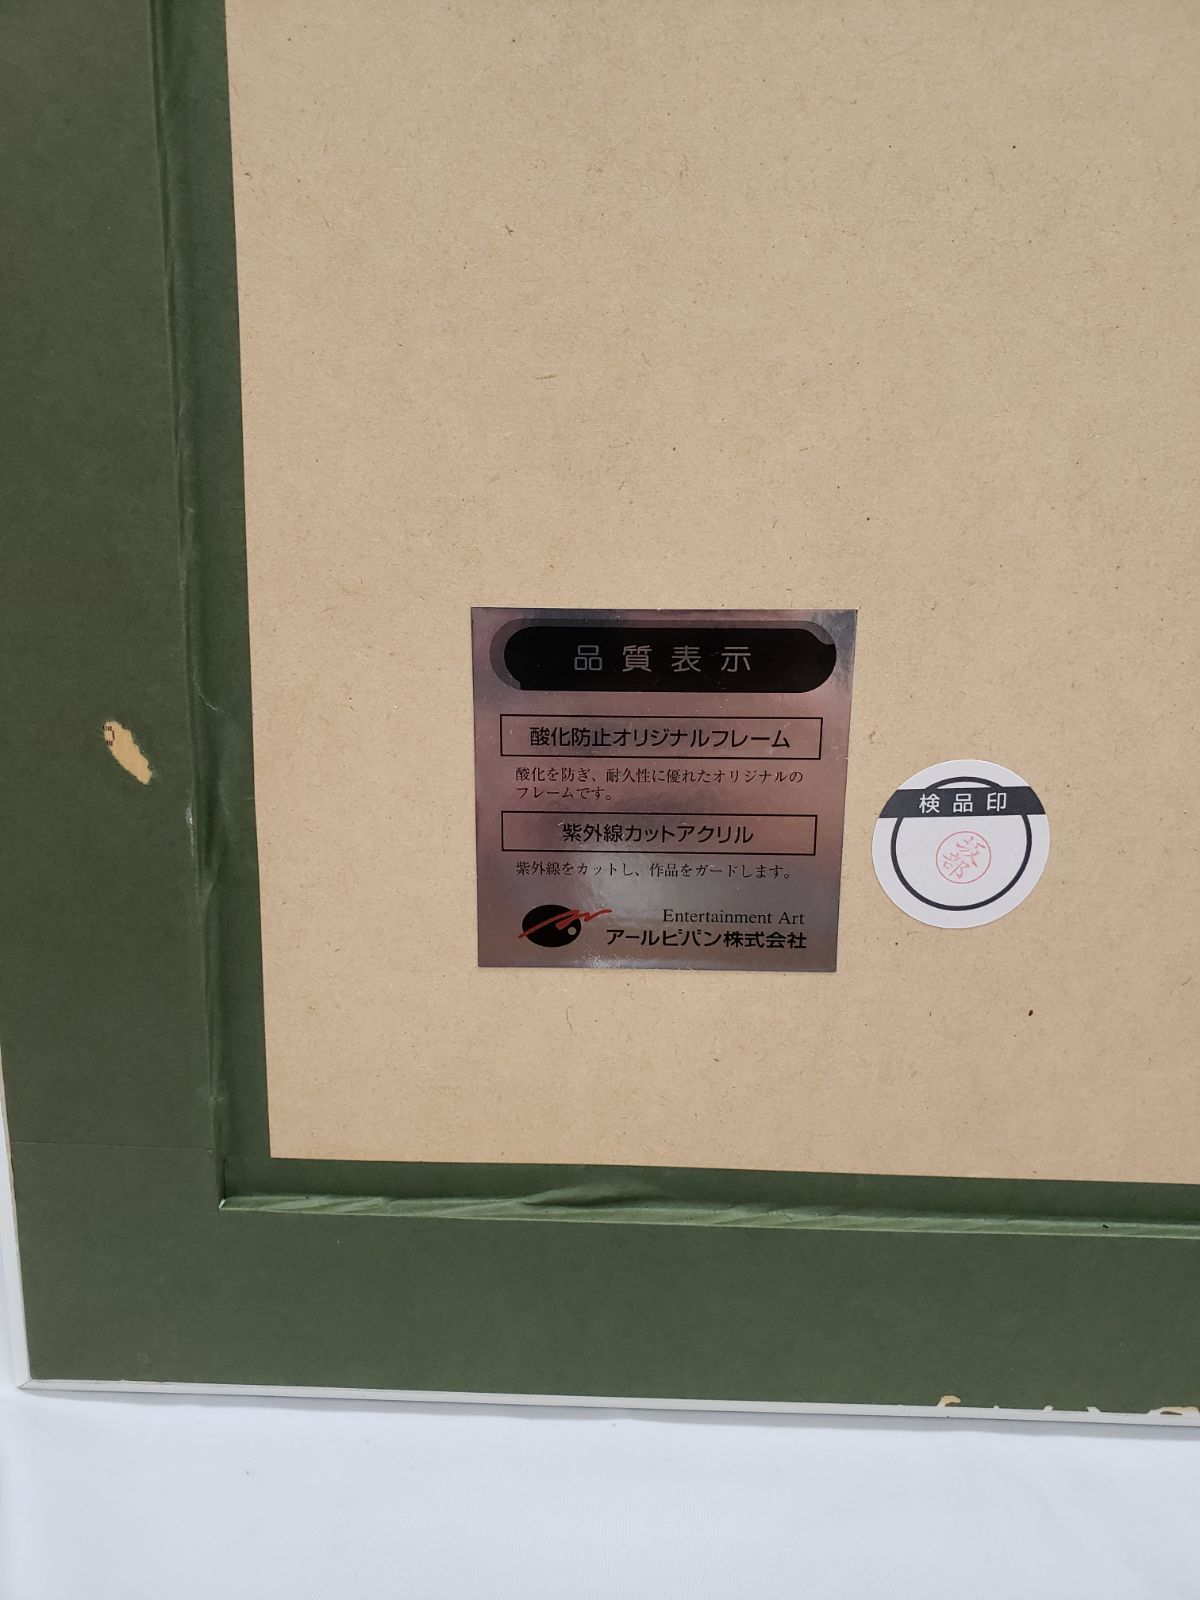 品質表示
酸化防止オリジナルフレーム
酸化を防ぎ、耐久性に優れたオリジナルの
フレームです。
紫外線カットアクリル
紫外線をカットし、作品をガードします。
Entertainment Art
アールビバン株式会社
検品印